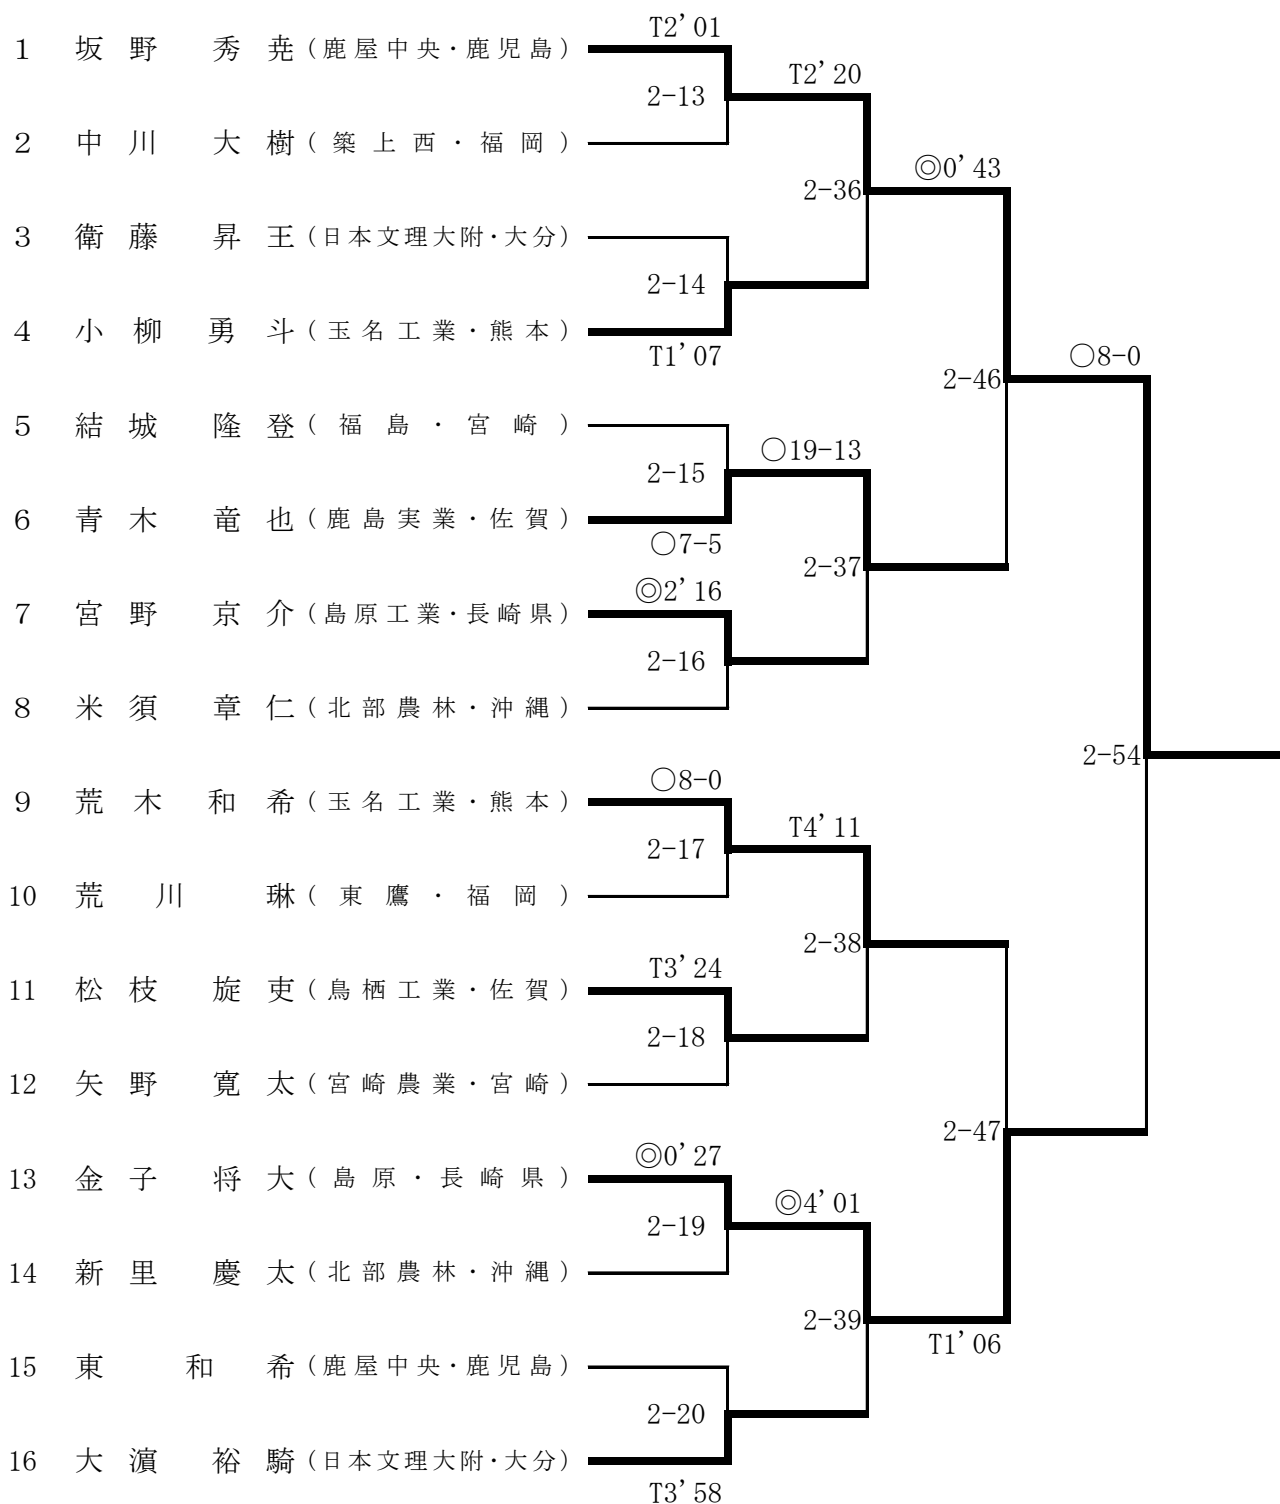 T2’01
1 坂野 秀尭（鹿屋中央・鹿児島）
T2’20
2-13
2 中川 大樹（築上西・福岡）
◎0’43
2-36
3 衛藤 昇王（日本文理大附・大分）
2-14
4 小柳 勇斗（玉名工業・熊本）
T1’07
○8-0
2-46
5 結城 隆登（福島・宮崎）
○19-13
2-15
6 青木 竜也（鹿島実業・佐賀）
○7-5
2-37
◎2’16
7 宮野 京介（島原工業・長崎県）
2-16
8 米須 章仁（北部農林・沖縄）
2-54
○8-0
9 荒木 和希（玉名工業・熊本）
T4’11
2-17
10 荒川 琳（東鷹・福岡）
2-38
T3’24
11 松枝 旋吏（鳥栖工業・佐賀）
2-18
12 矢野 寛太（宮崎農業・宮崎）
2-47
◎0’27
13 金子 将大（島原・長崎県）
◎4’01
2-19
14 新里 慶太（北部農林・沖縄）
2-39
T1’06
15 東 和希（鹿屋中央・鹿児島）
2-20
16 大濵 裕騎（日本文理大附・大分）
T3’58